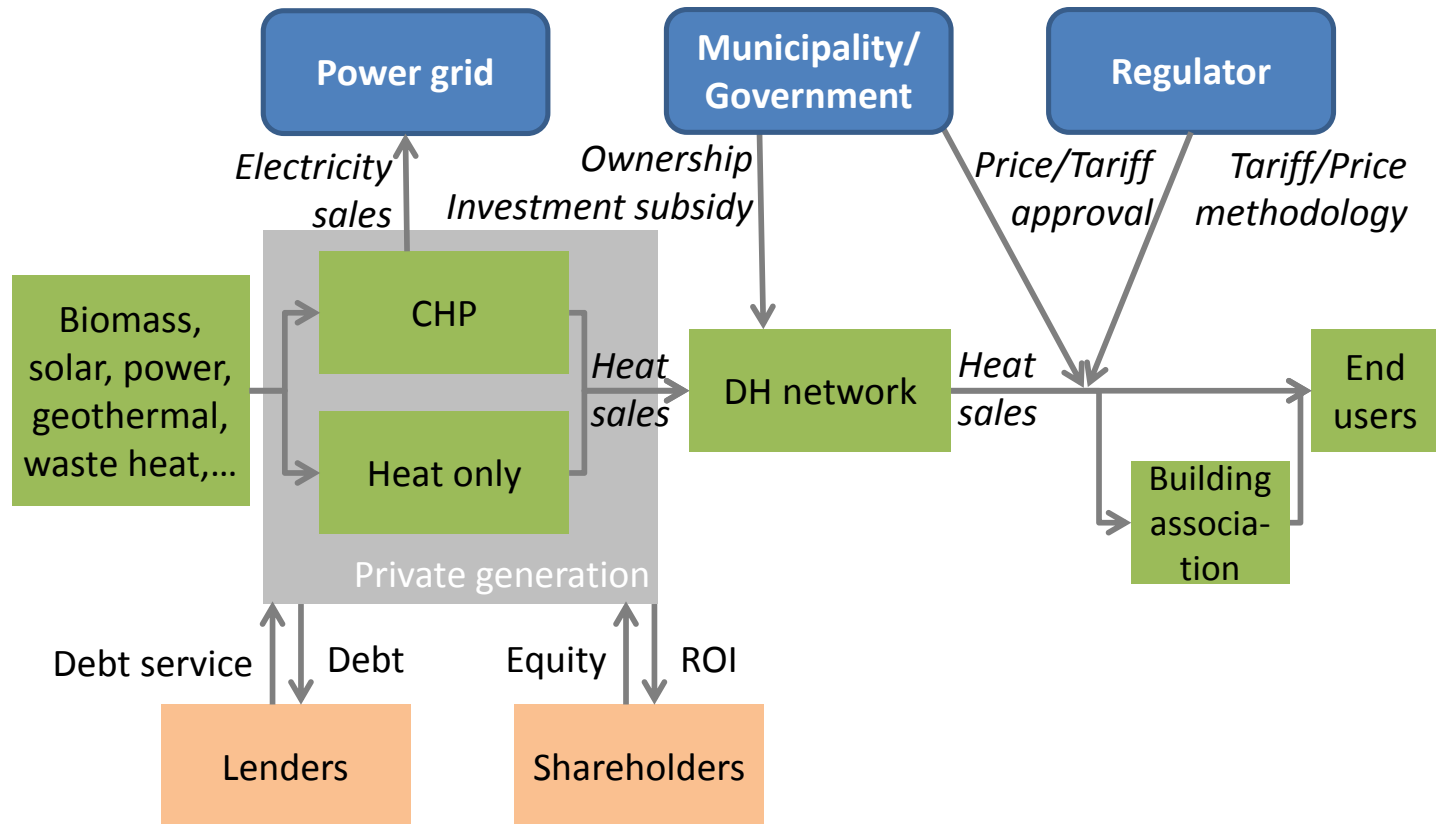 Power grid
Municipality/
Government
Regulator
Electricity
sales
Ownership
Investment subsidy
Price/Tariff
approval
Tariff/Price
methodology
Biomass,
solar, power,
geothermal,
waste heat,...
CHP
Heat only
Private generation
Heat
sales
DH network
Heat
sales
End
users
Building
associa-
tion
Debt service
Debt
Equity
ROI
Lenders
Shareholders